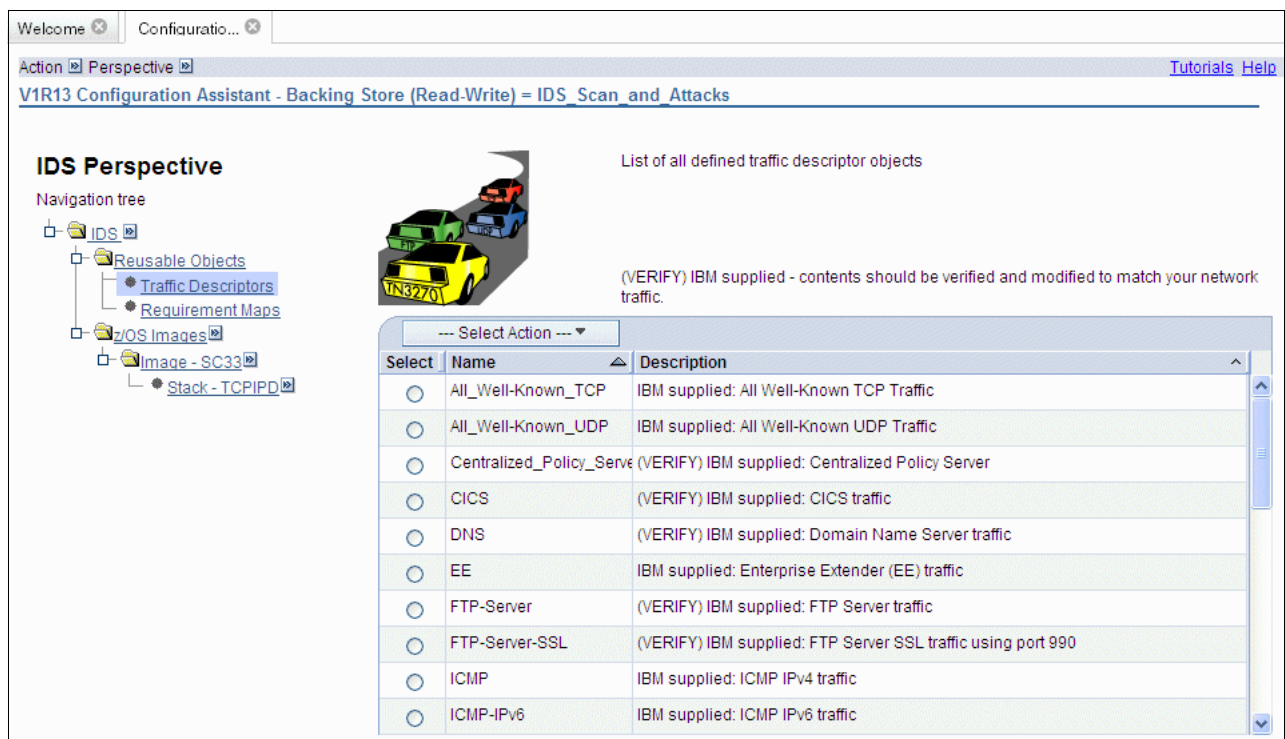 Welcome
Configuratio...
Action Perspective
Tutorials Help
V1R13 Configuration Assistant - Backing Store (Read-Write) = IDS_Scan_and_Attacks
IDS Perspective
Navigation tree
IDS
Reusable Objects
Traffic Descriptors
Requirement Maps
z/OS Images
Image - SC33
Stack - TCPIPD
UDP
FTP
TN3270
List of all defined traffic descriptor objects
(VERIFY) IBM supplied - contents should be verified and modified to match your network
traffic.
--- Select Action ---
Select Name Description
All_Well-Known_TCP IBM supplied: All Well-Known TCP Traffic
All_Well-Known_UDP IBM supplied: All Well-Known UDP Traffic
Centralized_Policy_Serve (VERIFY) IBM supplied: Centralized Policy Server
CICS (VERIFY) IBM supplied: CICS traffic
DNS (VERIFY) IBM supplied: Domain Name Server traffic
EE IBM supplied: Enterprise Extender (EE) traffic
FTP-Server (VERIFY) IBM supplied: FTP Server traffic
FTP-Server-SSL (VERIFY) IBM supplied: FTP Server SSL traffic using port 990
ICMP IBM supplied: ICMP IPv4 traffic
ICMP-IPv6 IBM supplied: ICMP IPv6 traffic